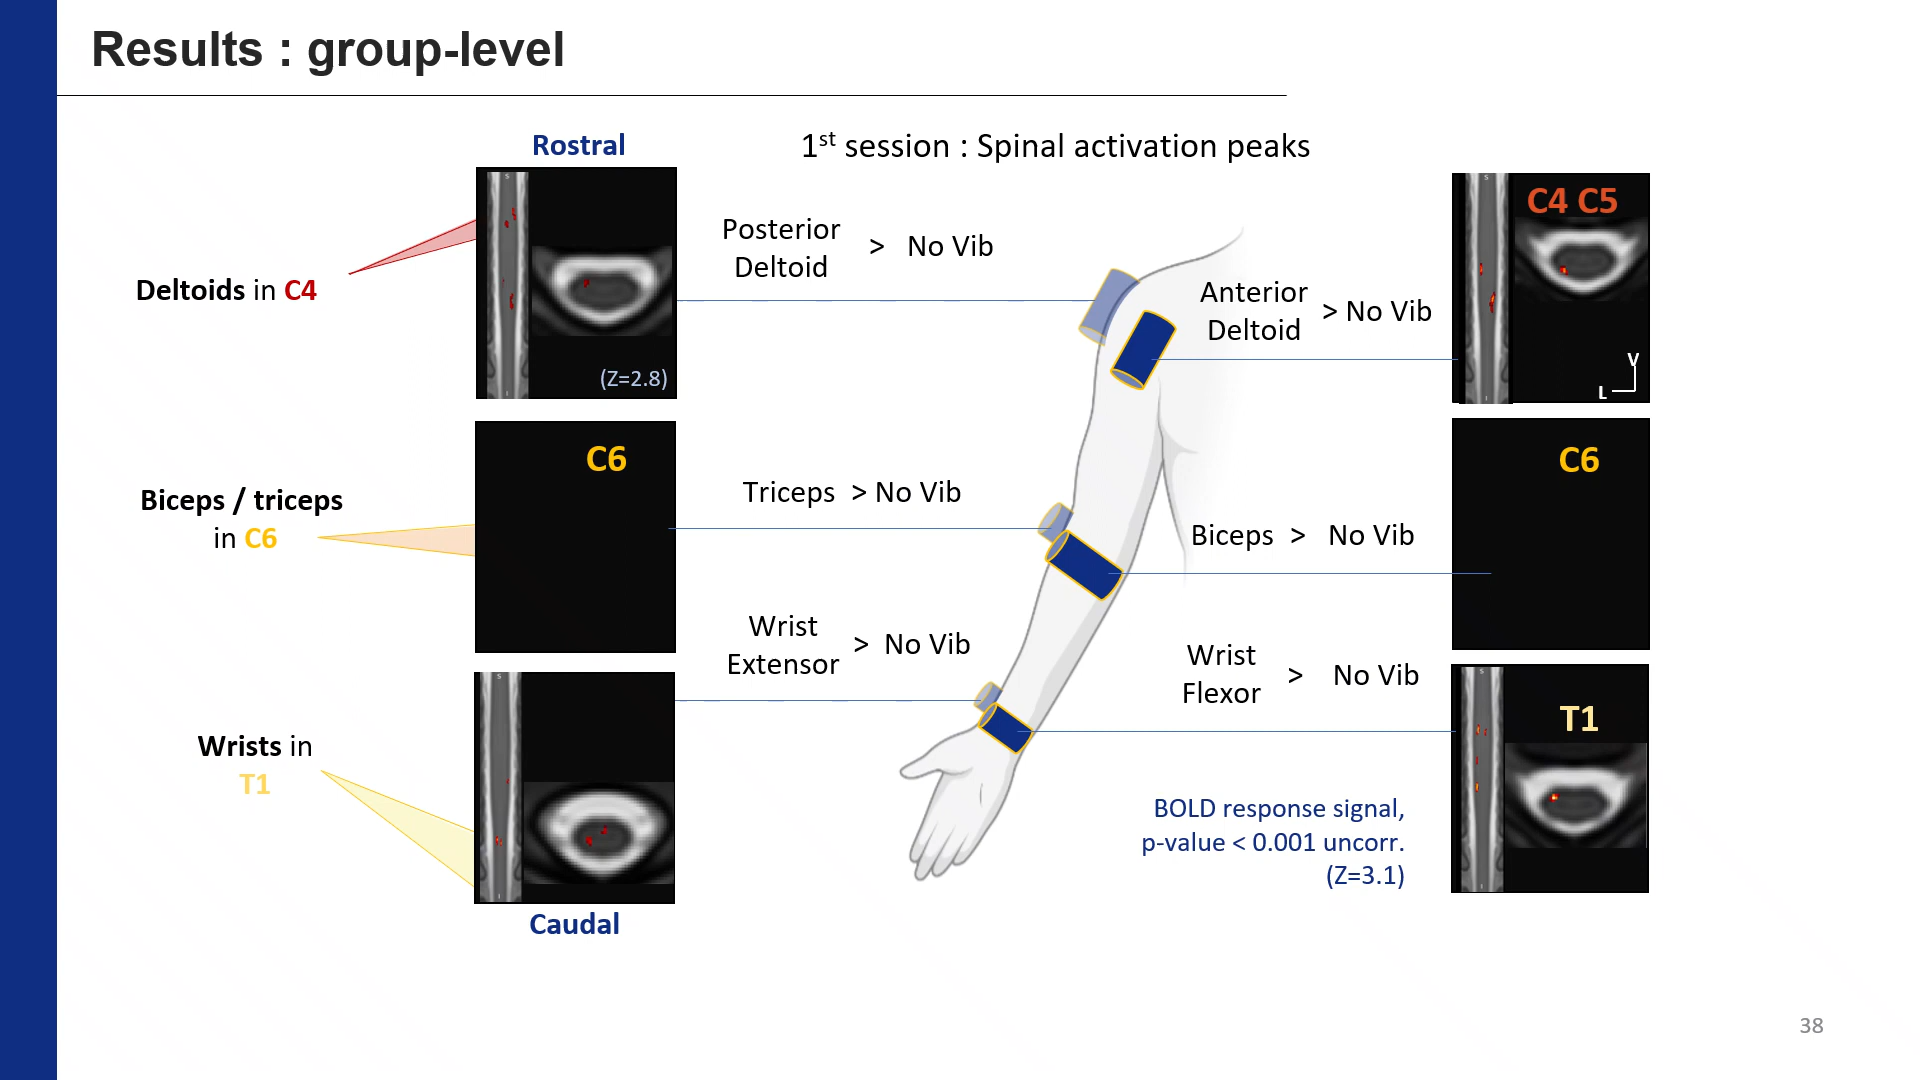 Results : group-level
Rostral
1st session : Spinal activation peaks
Deltoids in C4
S
I
(Z=2.8)
Posterior
Deltoid
> No Vib
Anterior
Deltoid
> No Vib
S
I
C4 C5
V
L
Biceps / triceps
in C6
C6
Triceps > No Vib
Biceps > No Vib
C6
Wrists in
T1
S
I
Wrist
Extensor
> No Vib
Wrist
Flexor
> No Vib
S
I
T1
BOLD response signal,
p-value < 0.001 uncorr.
(Z=3.1)
Caudal
38